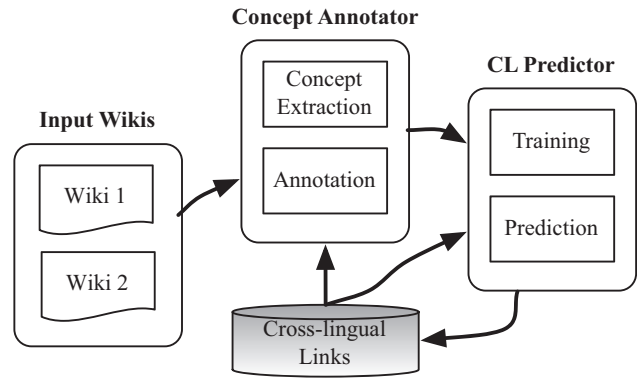 Concept Annotator
Concept
Extraction
Annotation
CL Predictor
Training
Prediction
Input Wikis
Wiki 1
Wiki 2
Cross-lingual
Links